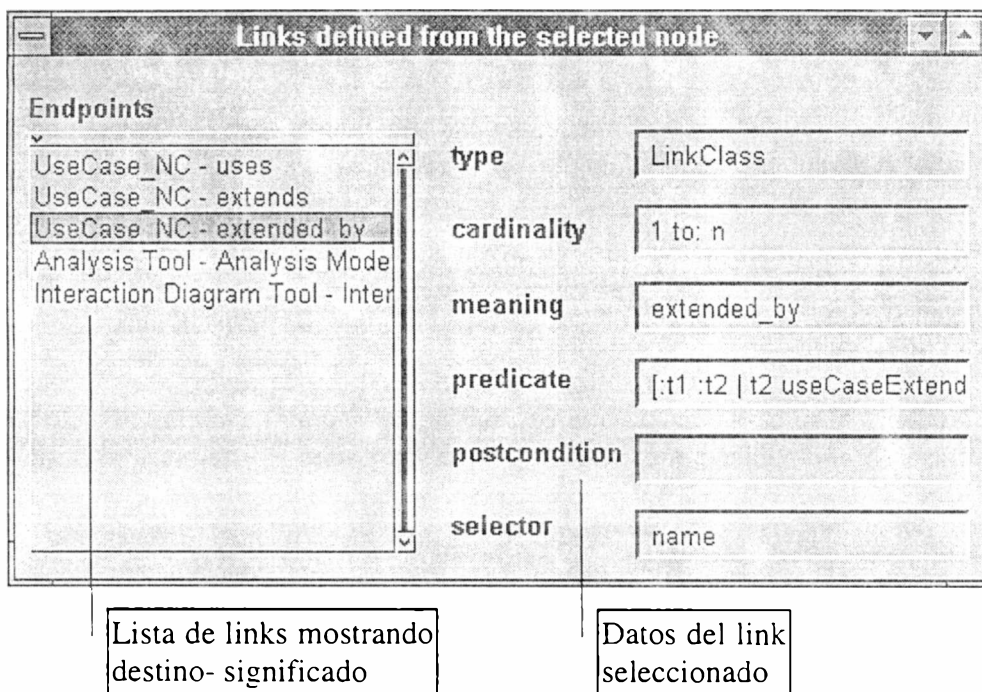 Links defined from the selected node
Endpoints
UseCase_NC - uses
UseCase_NC - extends
UseCase_NC - extended_by
Analysis Tool - Analysis Mode
Interaction Diagram Tool - Inter
type
LinkClass
cardinality
1 to: n
meaning
extended_by
predicate
[:t1 :t2 | t2 useCaseExtend
postcondition
selector
name
Lista de links mostrando
destino- significado
Datos del link
seleccionado